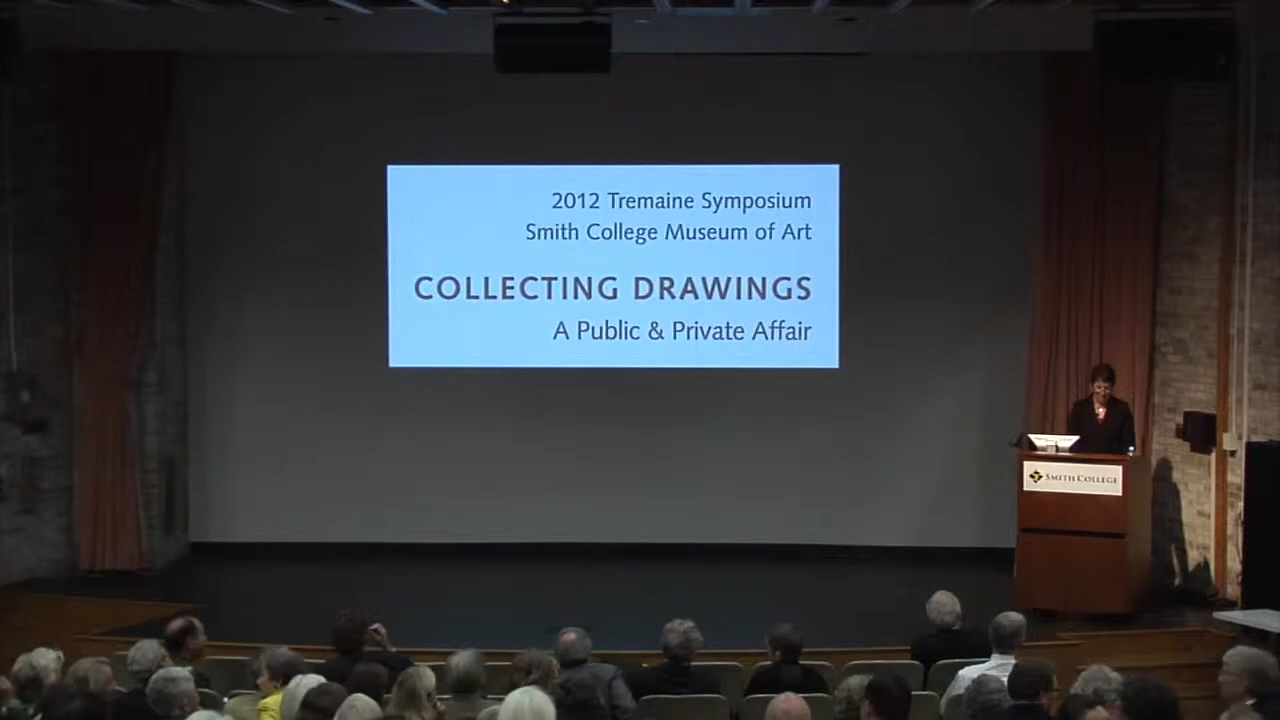 2012 Tremaine Symposium
Smith College Museum of Art
COLLECTING DRAWINGS
A Public & Private Affair
SMITH COLLEGE